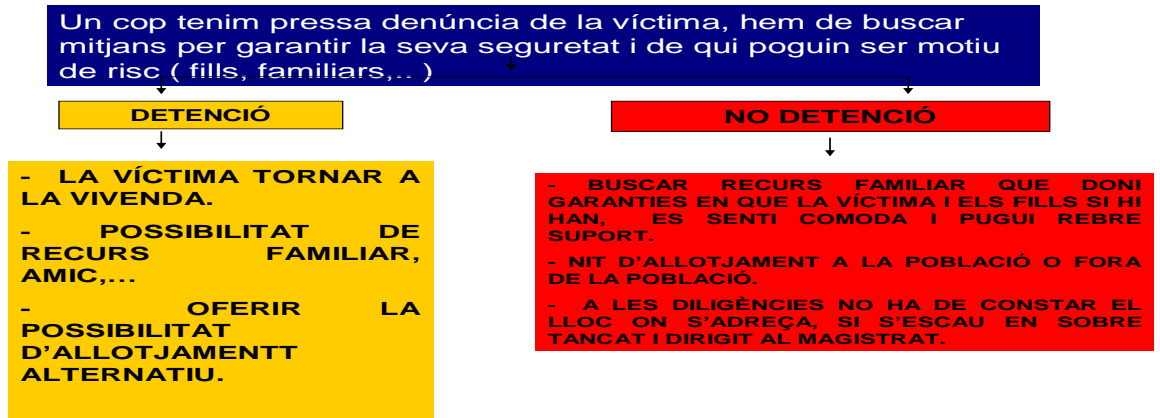 Un cop tenim pressa denúncia de la víctima, hem de buscar
mitjans per garantir la seva seguretat i de qui poguin ser motiu
de risc ( fills, familiars,...)
DETENCIÓ
- LA VÍCTIMA TORNAR A
LA VIVENDA.
- POSSIBILITAT DE
RECURS FAMILIAR,
AMIC,...
- OFERIR LA
POSSIBILITAT
D'ALLOTJAMENTT
ALTERNATIU.
NO DETENCIÓ
- BUSCAR RECURS FAMILIAR QUE DONI
GARANTIES EN QUE LA VÍCTIMA I ELS FILLS SI HI
HAN, ES SENTI COMODA I PUGUI REBRE
SUPORT.
- NIT D'ALLOTJAMENT A LA POBLACIÓ O FORA
DE LA POBLACIÓ.
- A LES DILIGÈNCIES NO HA DE CONSTAR EL
LLOC ON S'ADREÇA, SI S'ESCAU EN SOBRE
TANCAT I DIRIGIT AL MAGISTRAT.